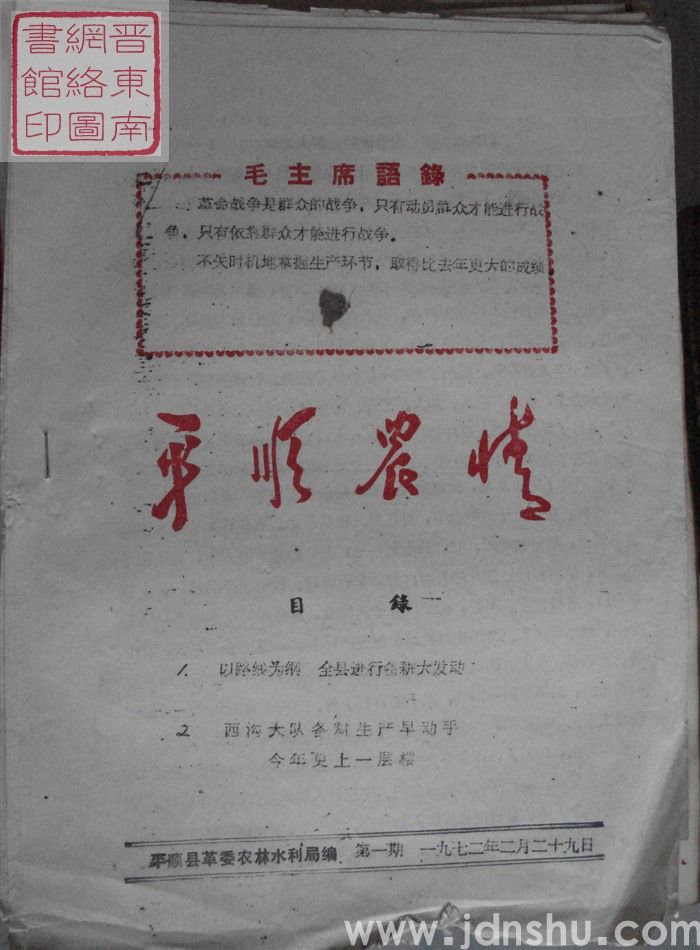 晋東南
網絡圖
書館印
毛主席語錄
革命战争是群众的战争，只有动员群众才能进行战
争，只有依靠群众才能进行战争。
不失时机地掌握生产环节，取得比去年更大的成绩
平顺农情
目 錄
1. 以路线为纲 全县进行春耕大发动
2. 西沟大队备耕生产早动手
今年更上一层楼
平顺县革委农林水利局编 第一期 一九七二年二月二十九日
www.jdnshu.com